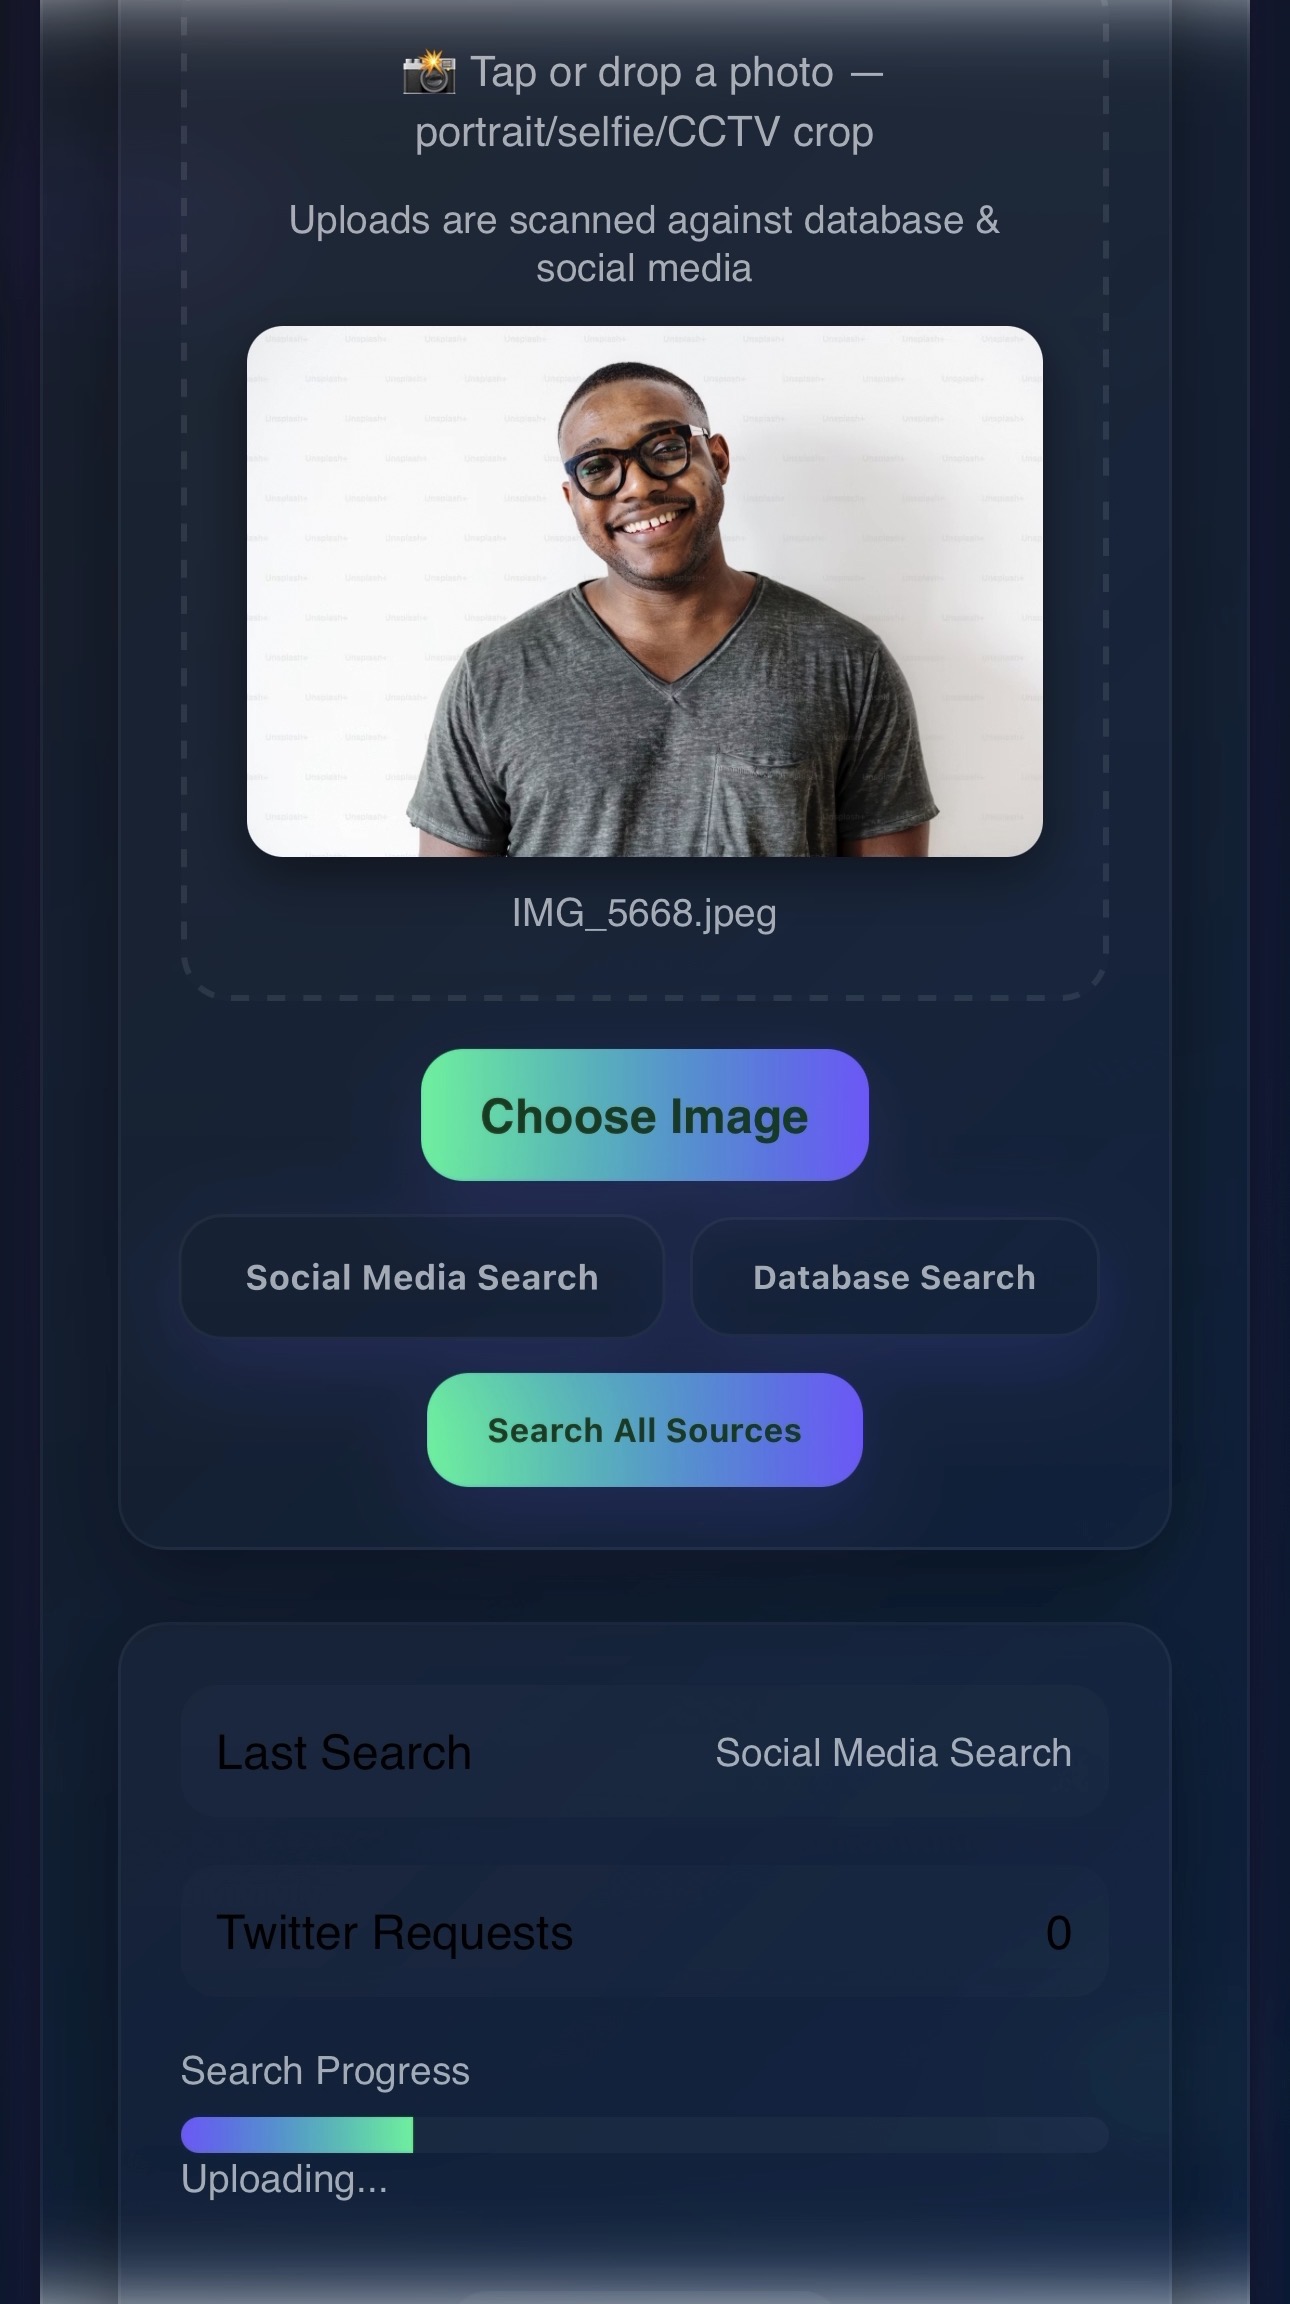 Tap or drop a photo —
portrait/selfie/CCTV crop
Uploads are scanned against database &
social media
IMG_5668.jpeg
Choose Image
Social Media Search
Database Search
Search All Sources
Last Search
Social Media Search
Twitter Requests
0
Search Progress
Uploading...